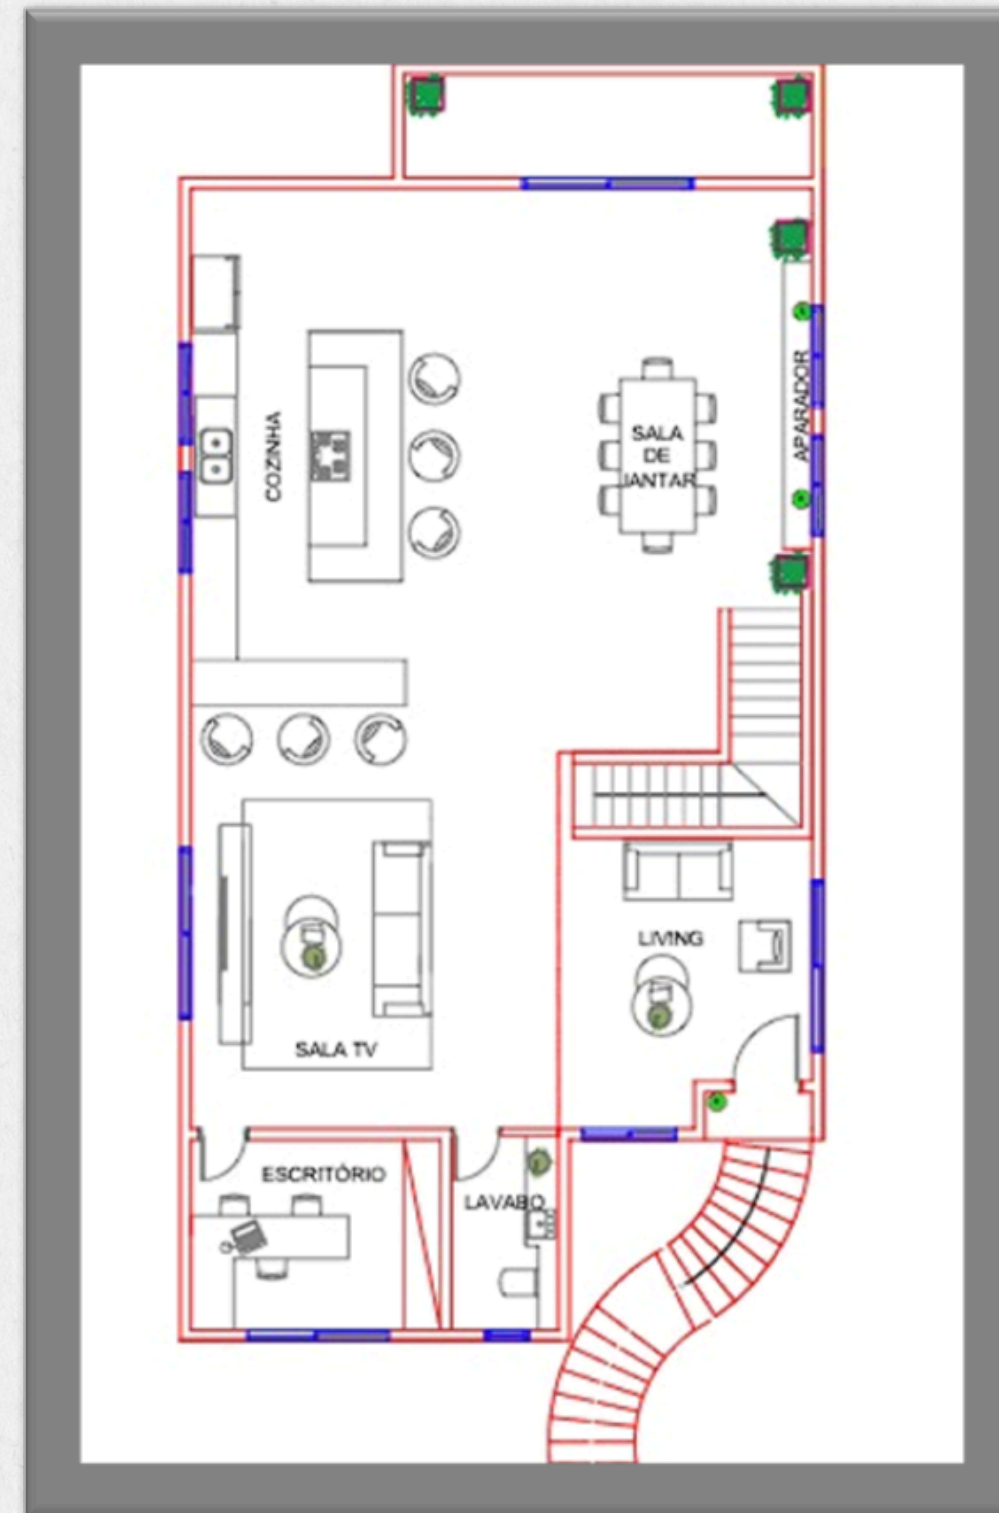 COZINHA
SALA
DE
JANTAR
APARADOR
LIVING
SALA TV
ESCRITÓRIO
LAVABO